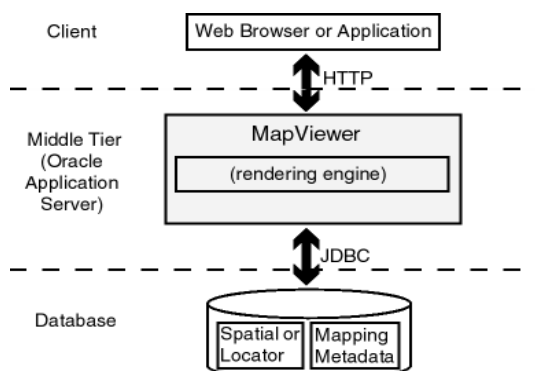 Client
Web Browser or Application
HTTP
Middle Tier
(Oracle
Application
Server)
MapViewer
(rendering engine)
JDBC
Database
Spatial or
Locator
Mapping
Metadata